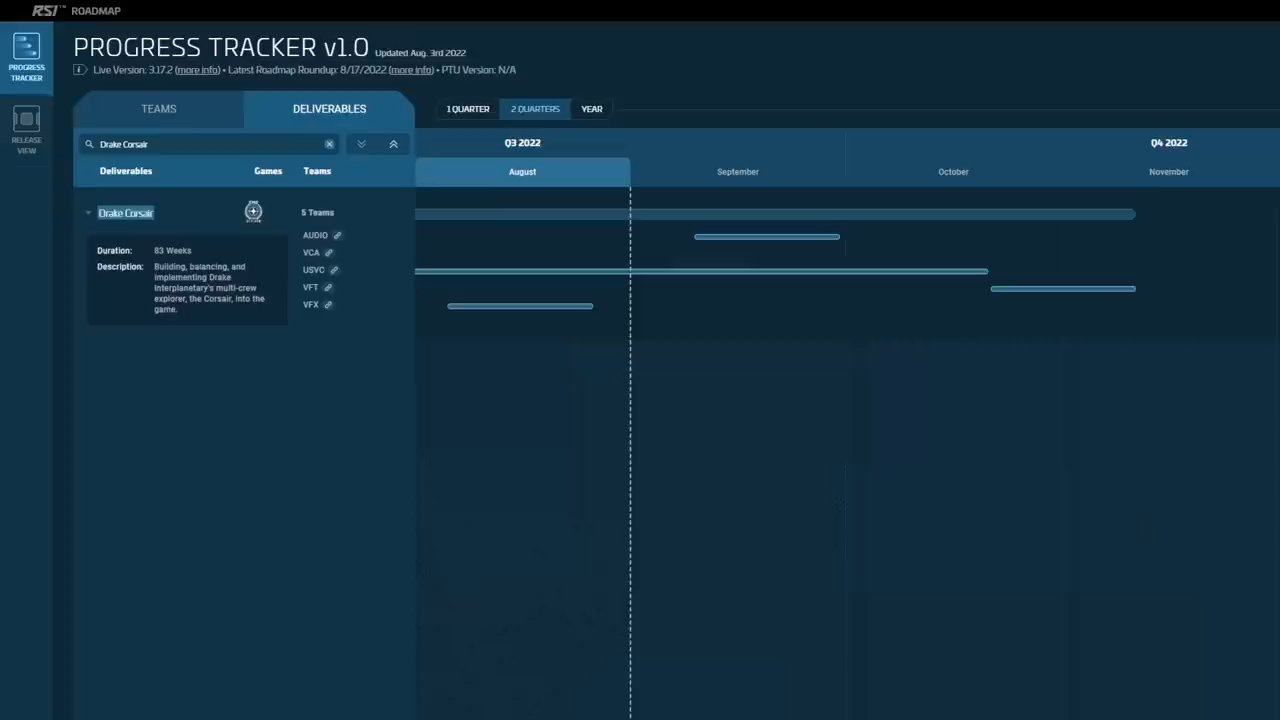 RSI™ ROADMAP
PROGRESS TRACKER
RELEASE VIEW
PROGRESS TRACKER v1.0 Updated Aug. 3rd 2022
Live Version: 3.17.2 (more info) • Latest Roadmap Roundup: 8/17/2022 (more info) • PTU Version: N/A
TEAMS DELIVERABLES 1 QUARTER 2 QUARTERS YEAR
Drake Corsair
Q3 2022 Q4 2022
Deliverables Games Teams August September October November
Drake Corsair 5 Teams
AUDIO
Duration: 83 Weeks
VCA
Description: Building, balancing, and
implementing Drake
Interplanetary's multi-crew
explorer, the Corsair, into the
game.
USVC
VFT
VFX